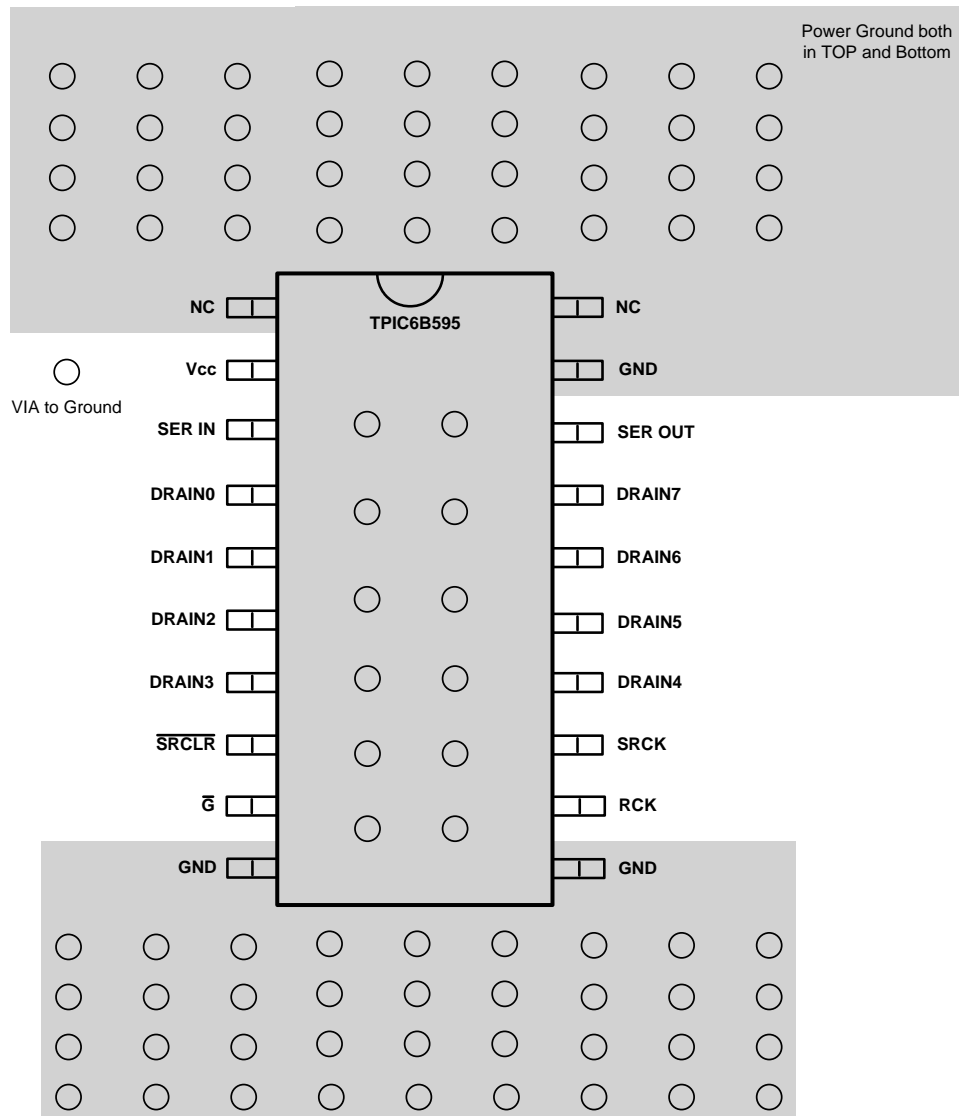 Power Ground both
in TOP and Bottom
NC
TPIC6B595
NC
Vcc
GND
VIA to Ground
SER IN
SER OUT
DRAIN0
DRAIN7
DRAIN1
DRAIN6
DRAIN2
DRAIN5
DRAIN3
DRAIN4
S̅R̅C̅L̅R̅
SRCK
G̅
RCK
GND
GND